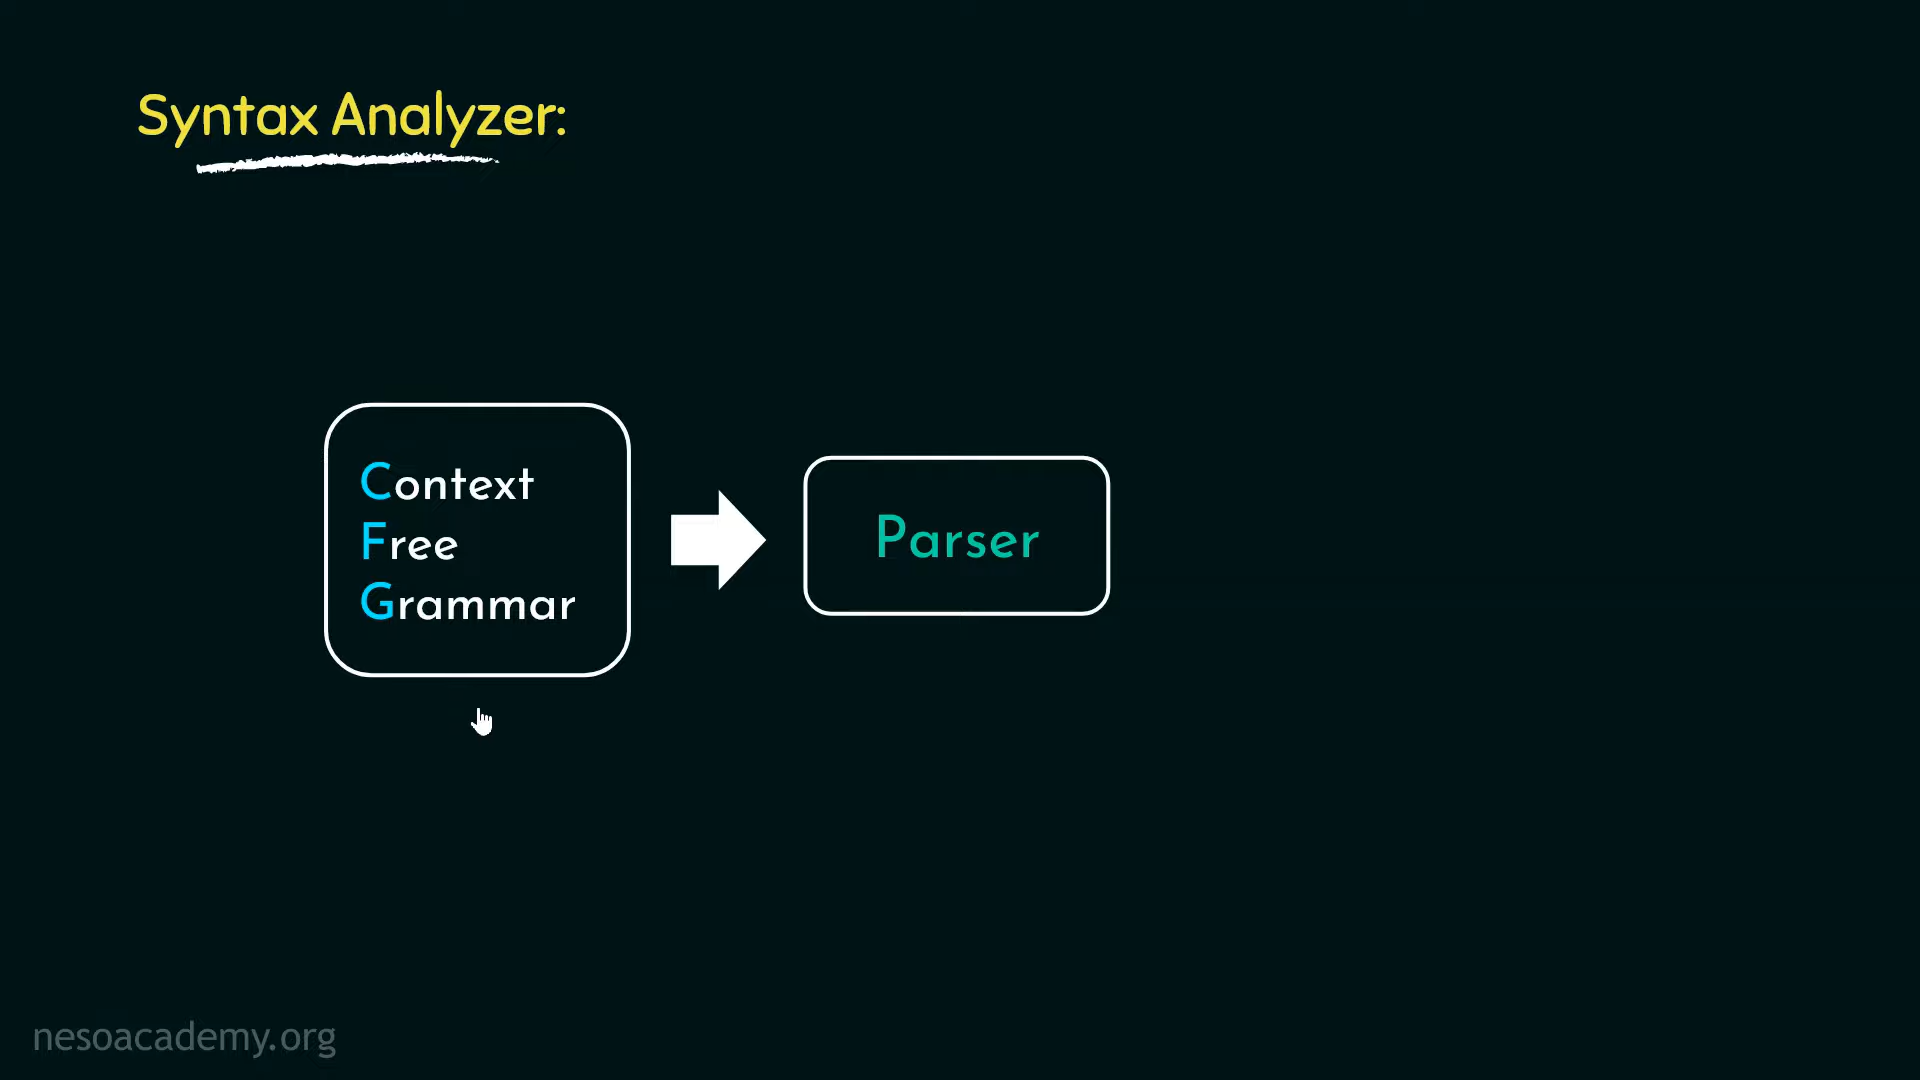 Syntax Analyzer:
Context
Free
Grammar
Parser
nesoacademy.org